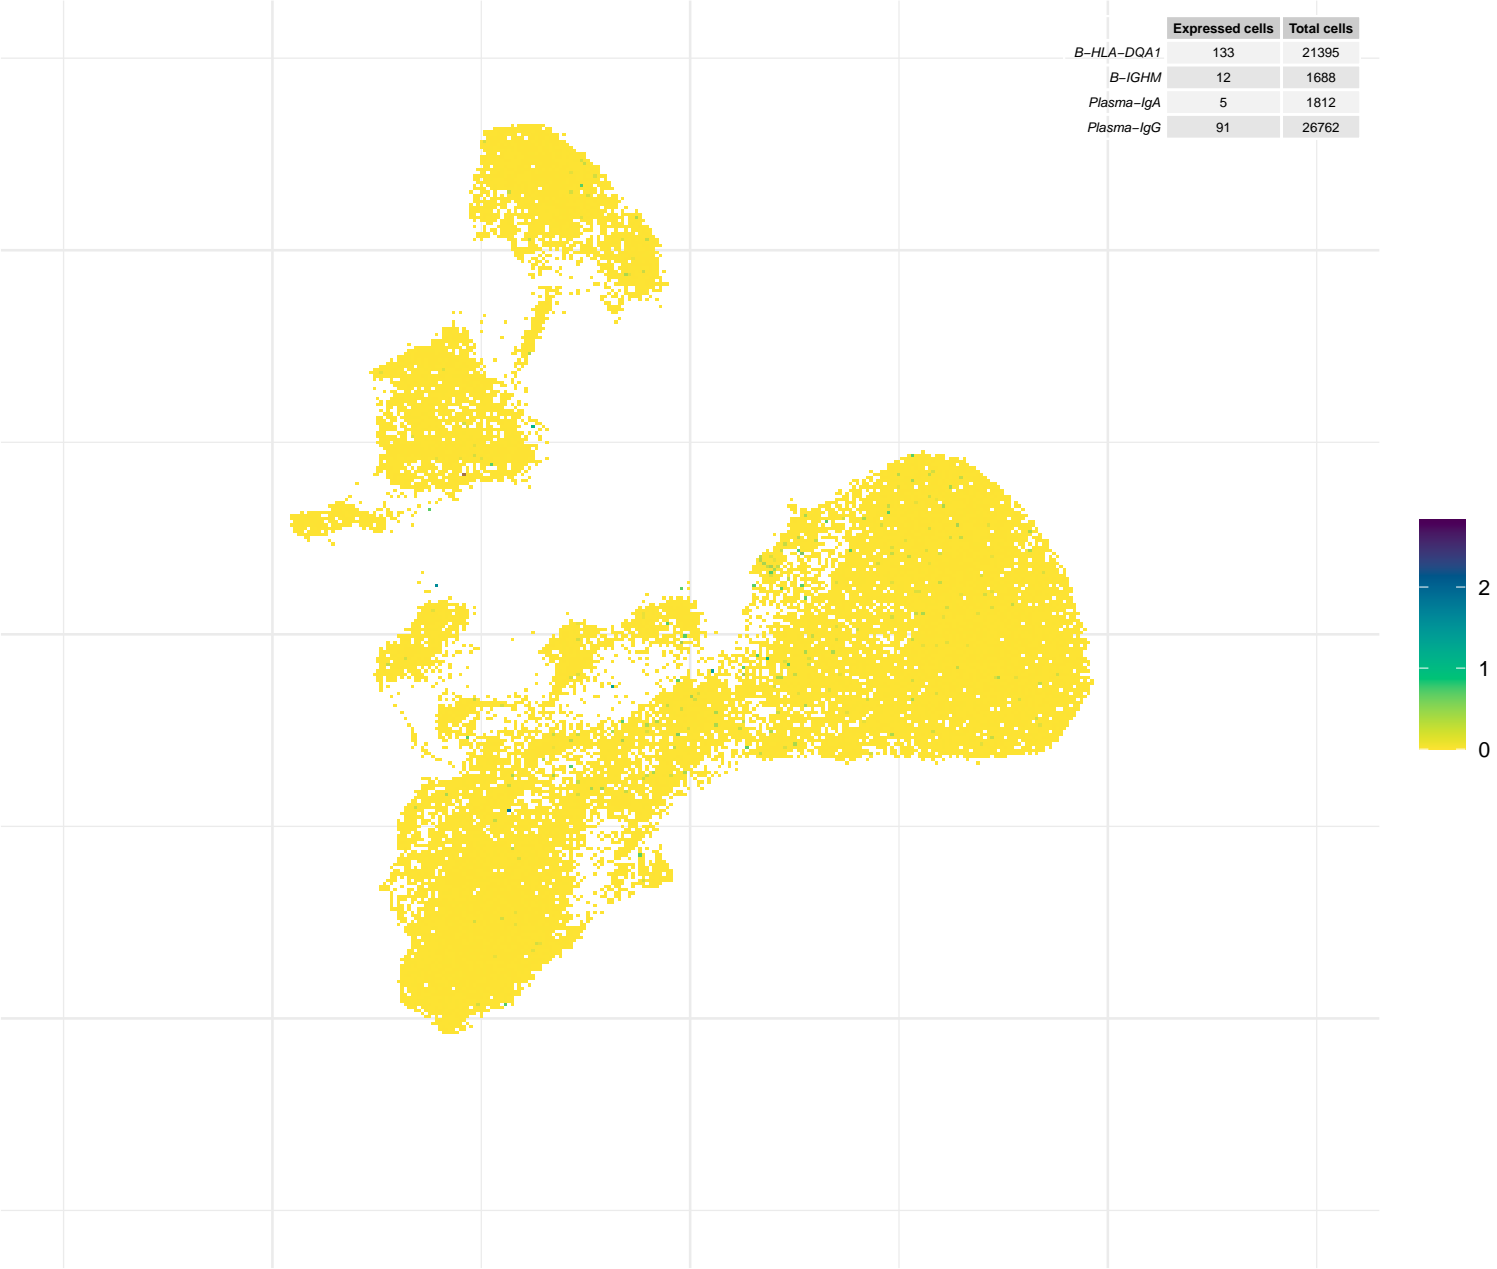 Expressed cells Total cells
B−HLA−DQA1 133 21395
B−IGHM 12 1688
Plasma−IgA 5 1812
Plasma−IgG 91 26762
2
1
0